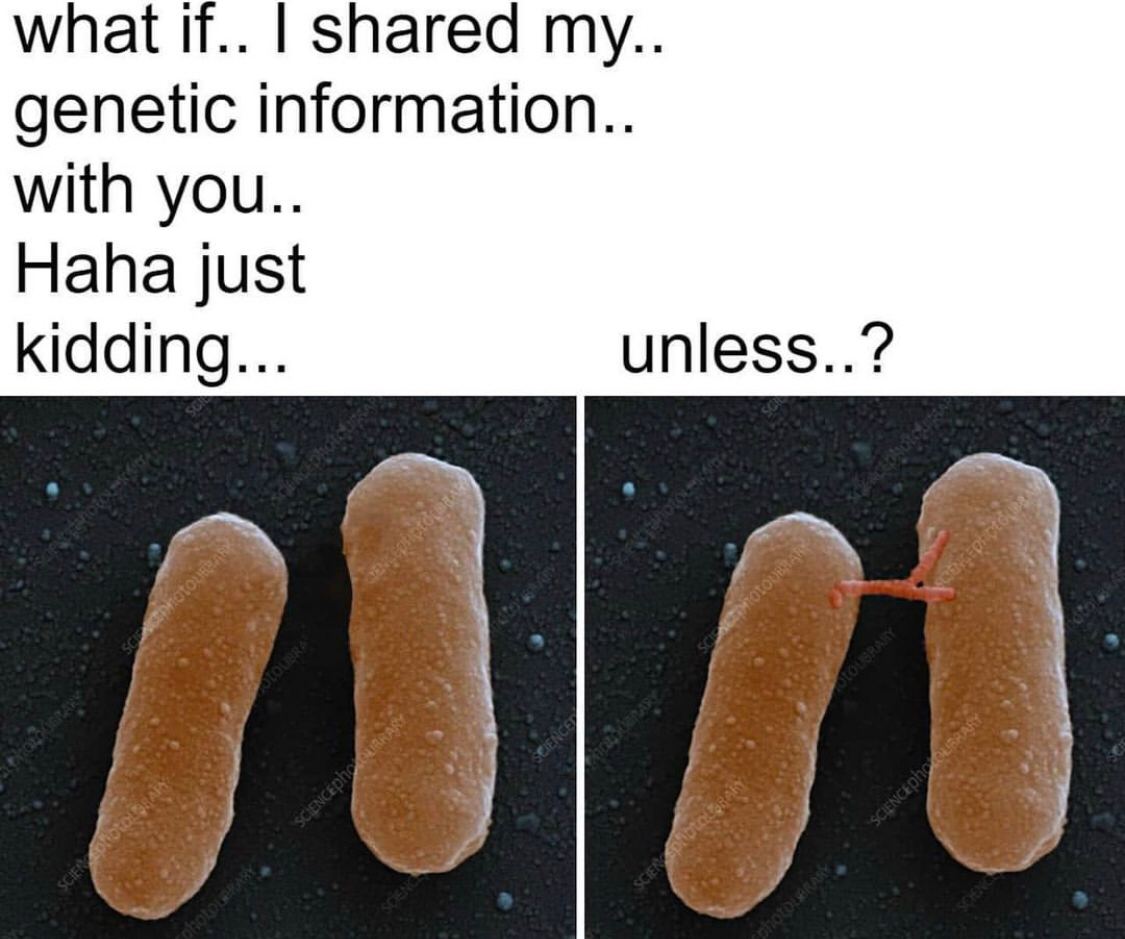 what if.. I shared my..
genetic information..
with you..
Haha just
kidding...
unless..?